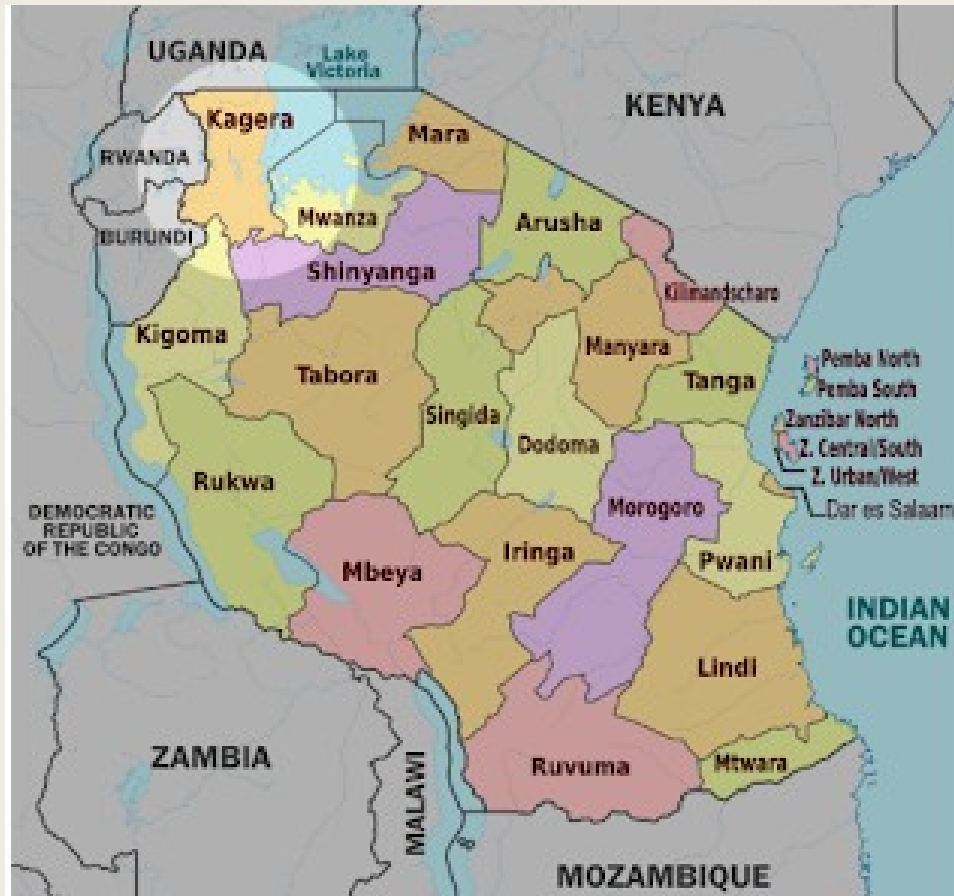 UGANDA
Lake
Victoria
KENYA
Kagera
Mara
RWANDA
Mwanza
Arusha
BURUNDI
Shinyanga
Kilimandscharo
Kigoma
Tabora
Manyara
Tanga
Pemba North
Pemba South
Singida
Dodoma
Zanzibar North
Z. Central/South
Z. Urban/West
Rukwa
Morogoro
Dar es Salaam
DEMOCRATIC
REPUBLIC
OF THE CONGO
Mbeya
Iringa
Pwani
INDIAN
OCEAN
Lindi
ZAMBIA
MALAWI
Ruvuma
Mtwara
MOZAMBIQUE